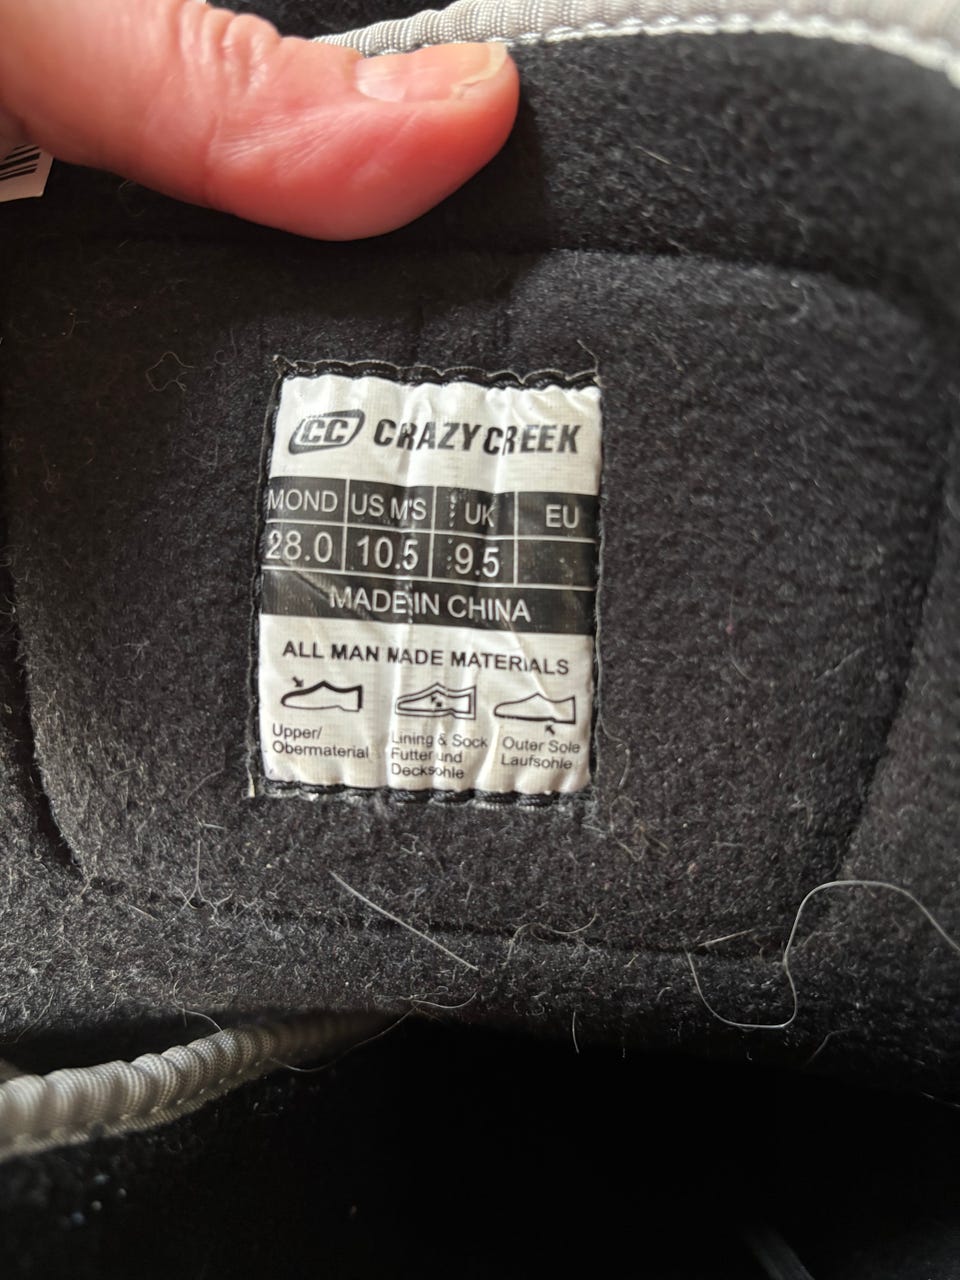 CC CRAZY CREEK
MOND US M'S UK EU
28.0 10.5 9.5
MADE IN CHINA
ALL MAN MADE MATERIALS
Upper/
Obermaterial
Lining & Sock
Futter und
Decksohle
Outer Sole
Laufsohle